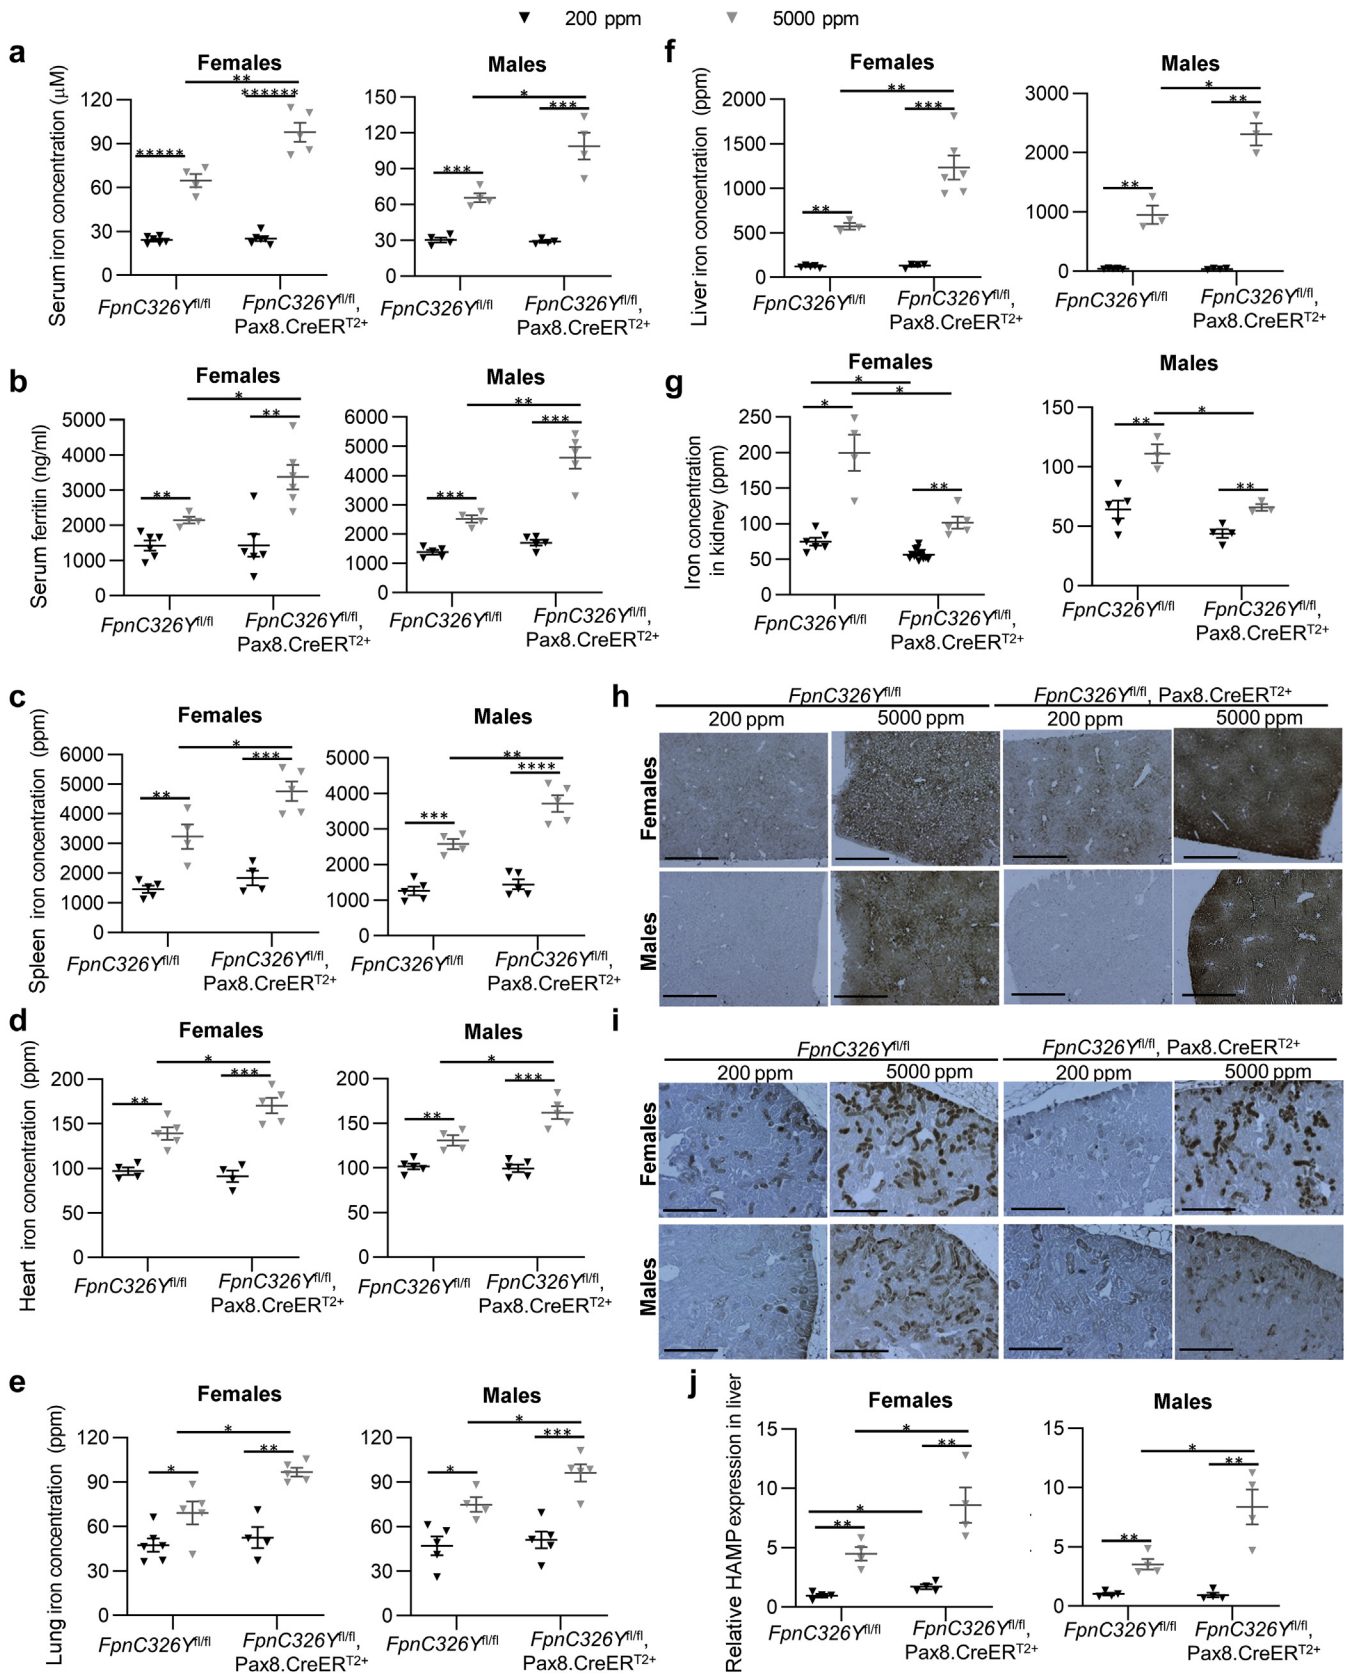 ▼ 200 ppm ▼ 5000 ppm
a
Females
Males
Serum iron concentration (μM)
120
90
60
30
0
**
******
*****
150
120
90
60
30
0
*
***
***
FpnC326Yfl/fl
FpnC326Yfl/fl,
Pax8.CreERT2+
FpnC326Yfl/fl
FpnC326Yfl/fl,
Pax8.CreERT2+
b
Females
Males
Serum ferritin (ng/ml)
5000
4000
3000
2000
1000
0
*
**
**
6000
5000
4000
3000
2000
1000
0
**
***
***
FpnC326Yfl/fl
FpnC326Yfl/fl,
Pax8.CreERT2+
FpnC326Yfl/fl
FpnC326Yfl/fl,
Pax8.CreERT2+
c
Females
Males
Spleen iron concentration (ppm)
6000
5000
4000
3000
2000
1000
0
*
***
**
5000
4000
3000
2000
1000
0
**
****
***
FpnC326Yfl/fl
FpnC326Yfl/fl,
Pax8.CreERT2+
FpnC326Yfl/fl
FpnC326Yfl/fl,
Pax8.CreERT2+
d
Females
Males
Heart iron concentration (ppm)
200
150
100
50
0
*
***
**
200
150
100
50
0
*
***
**
FpnC326Yfl/fl
FpnC326Yfl/fl,
Pax8.CreERT2+
FpnC326Yfl/fl
FpnC326Yfl/fl,
Pax8.CreERT2+
e
Females
Males
Lung iron concentration (ppm)
120
90
60
30
0
*
**
*
120
90
60
30
0
*
***
*
FpnC326Yfl/fl
FpnC326Yfl/fl,
Pax8.CreERT2+
FpnC326Yfl/fl
FpnC326Yfl/fl,
Pax8.CreERT2+
f
Females
Males
Liver iron concentration (ppm)
2000
1500
1000
500
0
**
***
**
3000
2000
1000
0
*
**
**
FpnC326Yfl/fl
FpnC326Yfl/fl,
Pax8.CreERT2+
FpnC326Yfl/fl
FpnC326Yfl/fl,
Pax8.CreERT2+
g
Females
Males
Iron concentration
in kidney (ppm)
250
200
150
100
50
0
*
*
*
**
150
100
50
0
**
*
**
FpnC326Yfl/fl
FpnC326Yfl/fl,
Pax8.CreERT2+
FpnC326Yfl/fl
FpnC326Yfl/fl,
Pax8.CreERT2+
h
FpnC326Yfl/fl
FpnC326Yfl/fl, Pax8.CreERT2+
200 ppm
5000 ppm
200 ppm
5000 ppm
Females
Males
i
FpnC326Yfl/fl
FpnC326Yfl/fl, Pax8.CreERT2+
200 ppm
5000 ppm
200 ppm
5000 ppm
Females
Males
j
Females
Males
Relative HAMP expression in liver
15
10
5
0
*
**
*
**
15
10
5
0
*
**
**
FpnC326Yfl/fl
FpnC326Yfl/fl,
Pax8.CreERT2+
FpnC326Yfl/fl
FpnC326Yfl/fl,
Pax8.CreERT2+